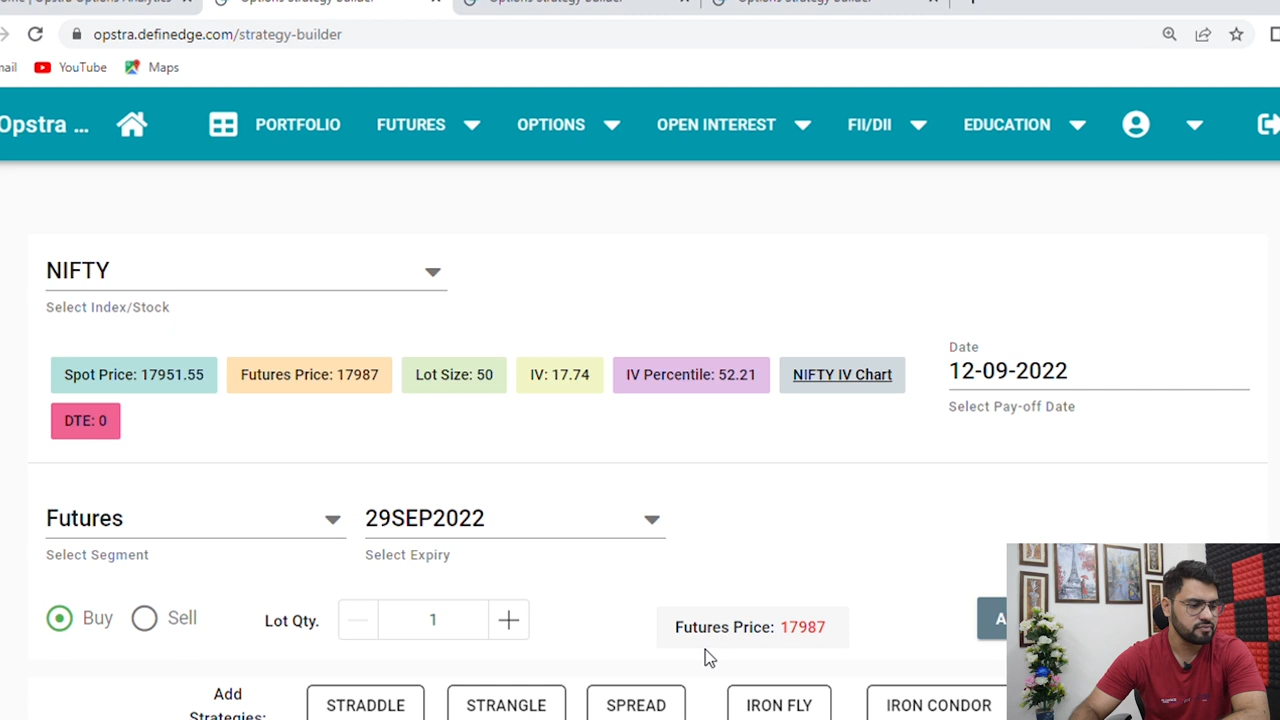 opstra.definedge.com/strategy-builder
YouTube
Maps
Opstra ...
PORTFOLIO
FUTURES
OPTIONS
OPEN INTEREST
FII/DII
EDUCATION
NIFTY
Select Index/Stock
Spot Price: 17951.55
Futures Price: 17987
Lot Size: 50
IV: 17.74
IV Percentile: 52.21
NIFTY IV Chart
DTE: 0
Date
12-09-2022
Select Pay-off Date
Futures
Select Segment
29SEP2022
Select Expiry
Buy
Sell
Lot Qty.
1
Futures Price: 17987
Add
Strategies:
STRADDLE
STRANGLE
SPREAD
IRON FLY
IRON CONDOR